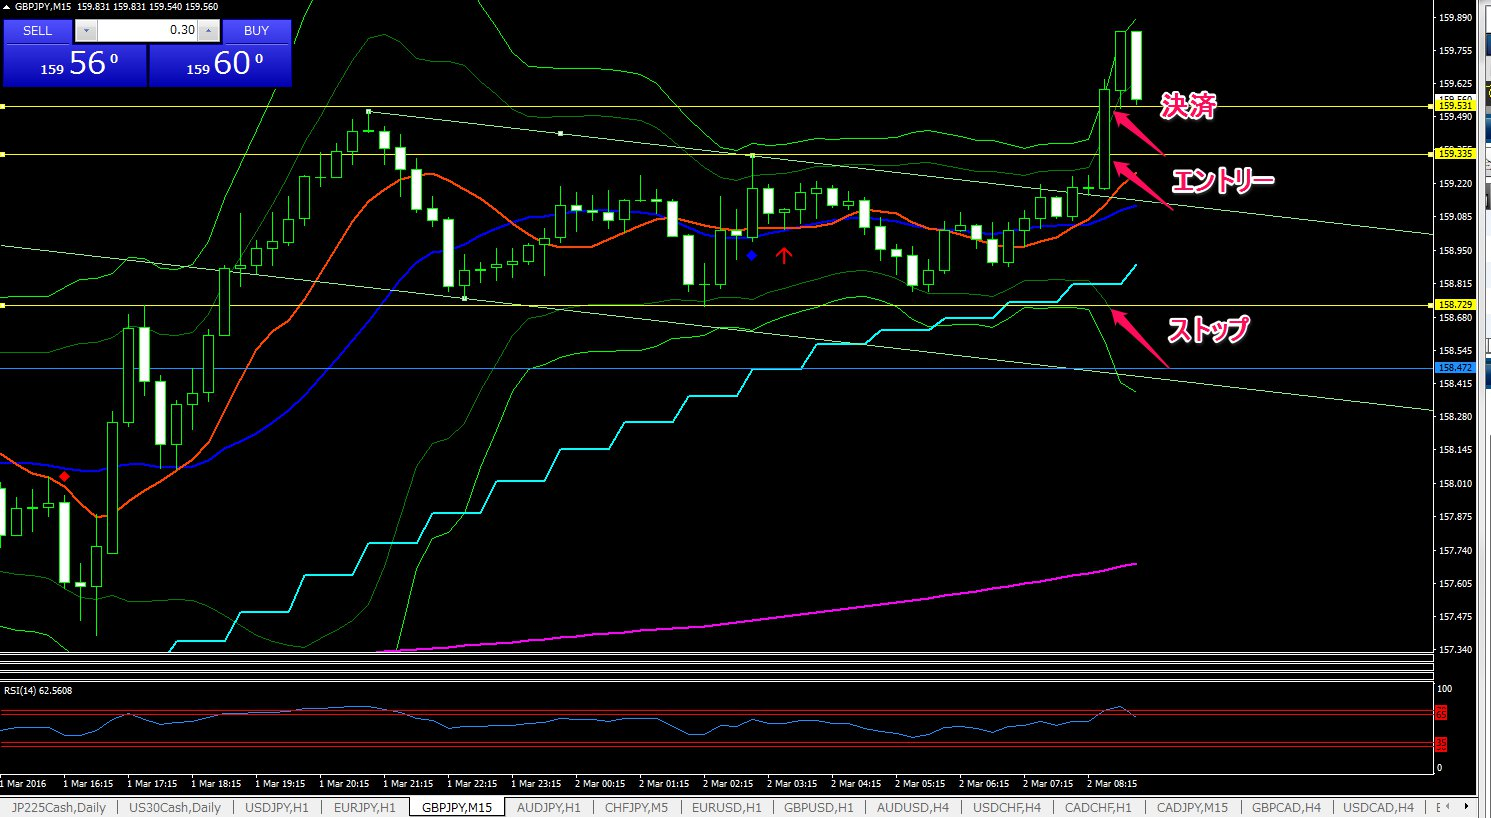 GBPJPY,M15 159.831 159.831 159.540 159.560
SELL
0.30
BUY
159 56 0
159 60 0
159.890
159.755
159.625
159.560
159.531
159.490
159.335
159.220
159.085
158.950
158.815
158.729
158.680
158.545
158.472
158.415
158.280
158.145
158.010
157.875
157.740
157.605
157.475
157.340
決済
エントリー
ストップ
RSI(14) 62.5608
100
0
1 Mar 2016
1 Mar 16:15
1 Mar 17:15
1 Mar 18:15
1 Mar 19:15
1 Mar 20:15
1 Mar 21:15
1 Mar 22:15
1 Mar 23:15
2 Mar 00:15
2 Mar 01:15
2 Mar 02:15
2 Mar 03:15
2 Mar 04:15
2 Mar 05:15
2 Mar 06:15
2 Mar 07:15
2 Mar 08:15
JP225Cash,Daily
US30Cash,Daily
USDJPY,H1
EURJPY,H1
GBPJPY,M15
AUDJPY,H1
CHFJPY,M5
EURUSD,H1
GBPUSD,H1
AUDUSD,H4
USDCHF,H4
CADCHF,H1
CADJPY,M15
GBPCAD,H4
USDCAD,H4